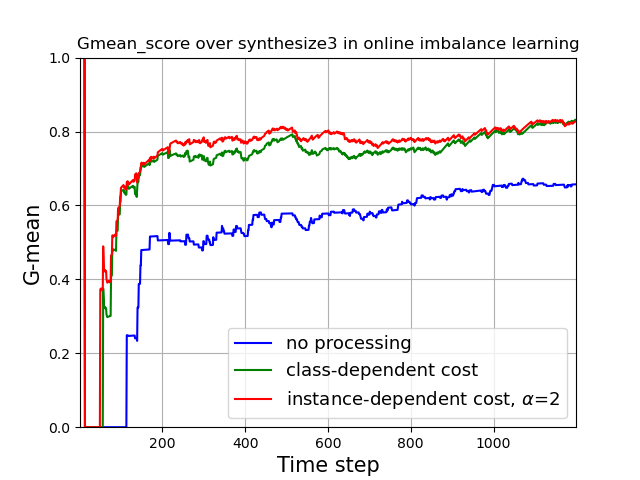 Gmean_score over synthesize3 in online imbalance learning
1.0
0.8
0.6
0.4
0.2
0.0
G-mean
no processing
class-dependent cost
instance-dependent cost, α=2
200 400 600 800 1000
Time step